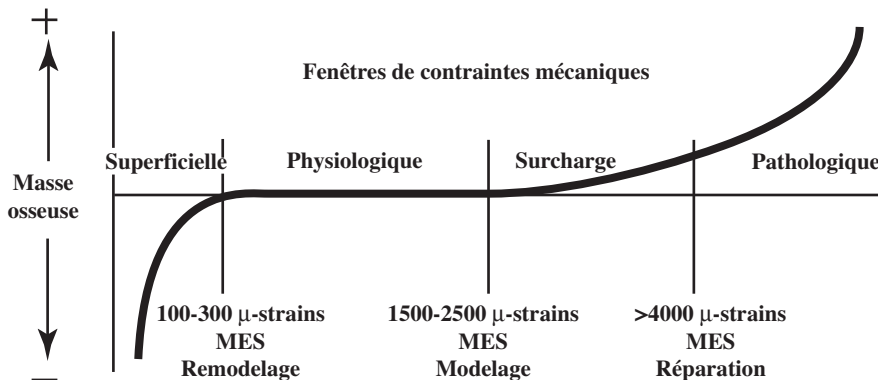 +
Fenêtres de contraintes mécaniques
Superficielle Physiologique Surcharge Pathologique
Masse
osseuse
100-300 μ-strains 1500-2500 μ-strains >4000 μ-strains
MES MES MES
Remodelage Modelage Réparation
–